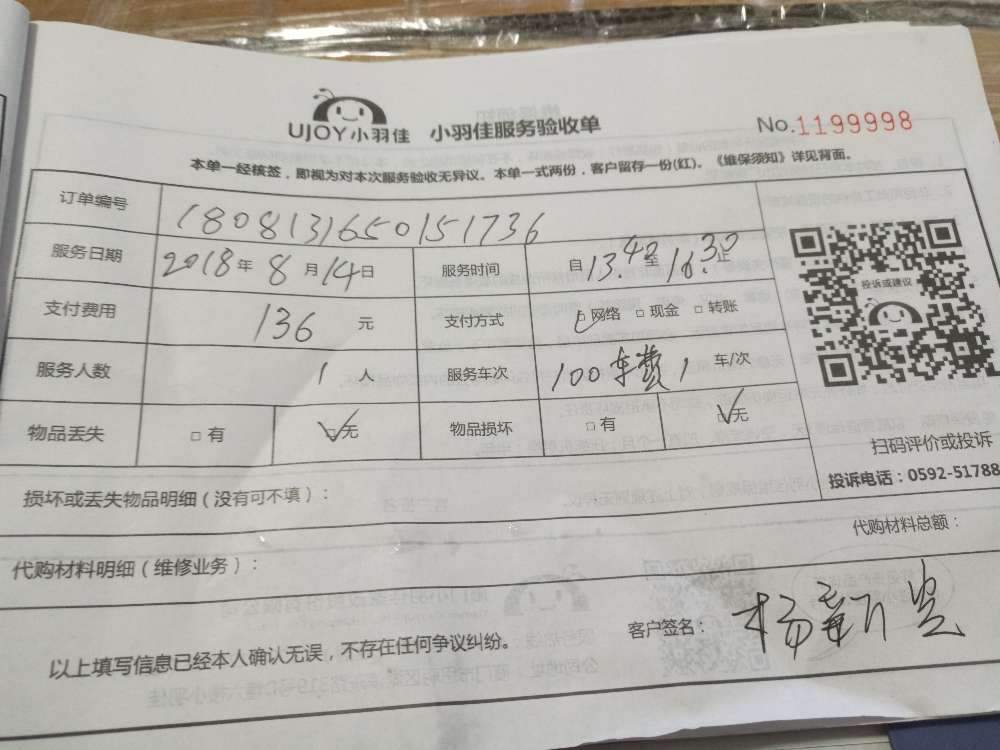 UJOY小羽佳 小羽佳服务验收单 No.1199998
本单一经核签，即视为对本次服务验收无异议。本单一式两份，客户留存一份(红)。《维保须知》详见背面。
订单编号 1808131650151736
服务日期 2018年8月14日 服务时间 自13.42至16.30止
支付费用 136 元 支付方式 □网络 □现金 □转账
服务人数 1 人 服务车次 100车费1 车/次
物品丢失 □有 □无 物品损坏 □有 □无
投诉或建议
扫码评价或投诉
投诉电话：0592-51788
损坏或丢失物品明细(没有可不填)：
代购材料明细(维修业务)： 代购材料总额：
以上填写信息已经本人确认无误，不存在任何争议纠纷。 客户签名：杨新